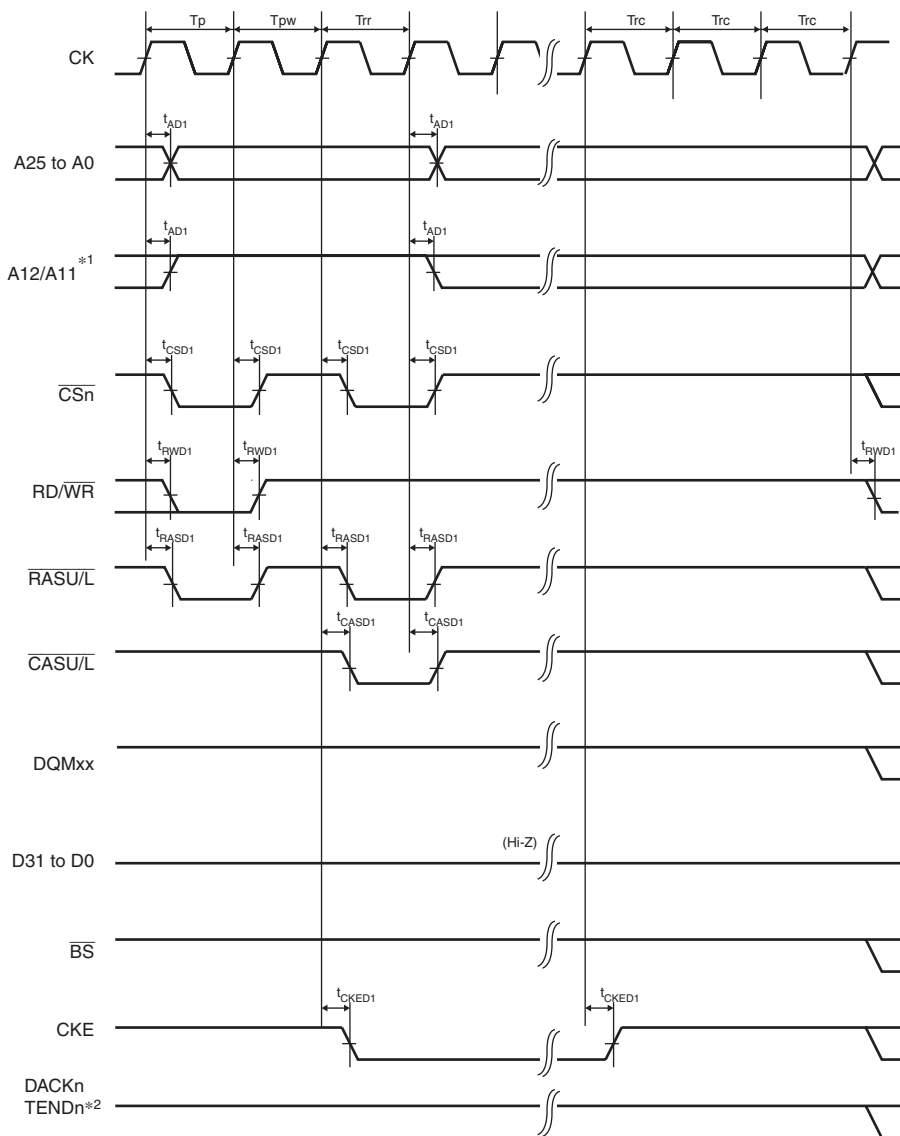 Tp Tpw Trr Trc Trc Trc
CK
tAD1 tAD1
A25 to A0
tAD1 tAD1
A12/A11*1
tCSD1 tCSD1 tCSD1 tCSD1
CSn
tRWD1 tRWD1 tRWD1
RD/WR
tRASD1 tRASD1 tRASD1 tRASD1
RASU/L
tCASD1 tCASD1
CASU/L
DQMxx
(Hi-Z)
D31 to D0
BS
tCKED1 tCKED1
CKE
DACKn
TENDn*2